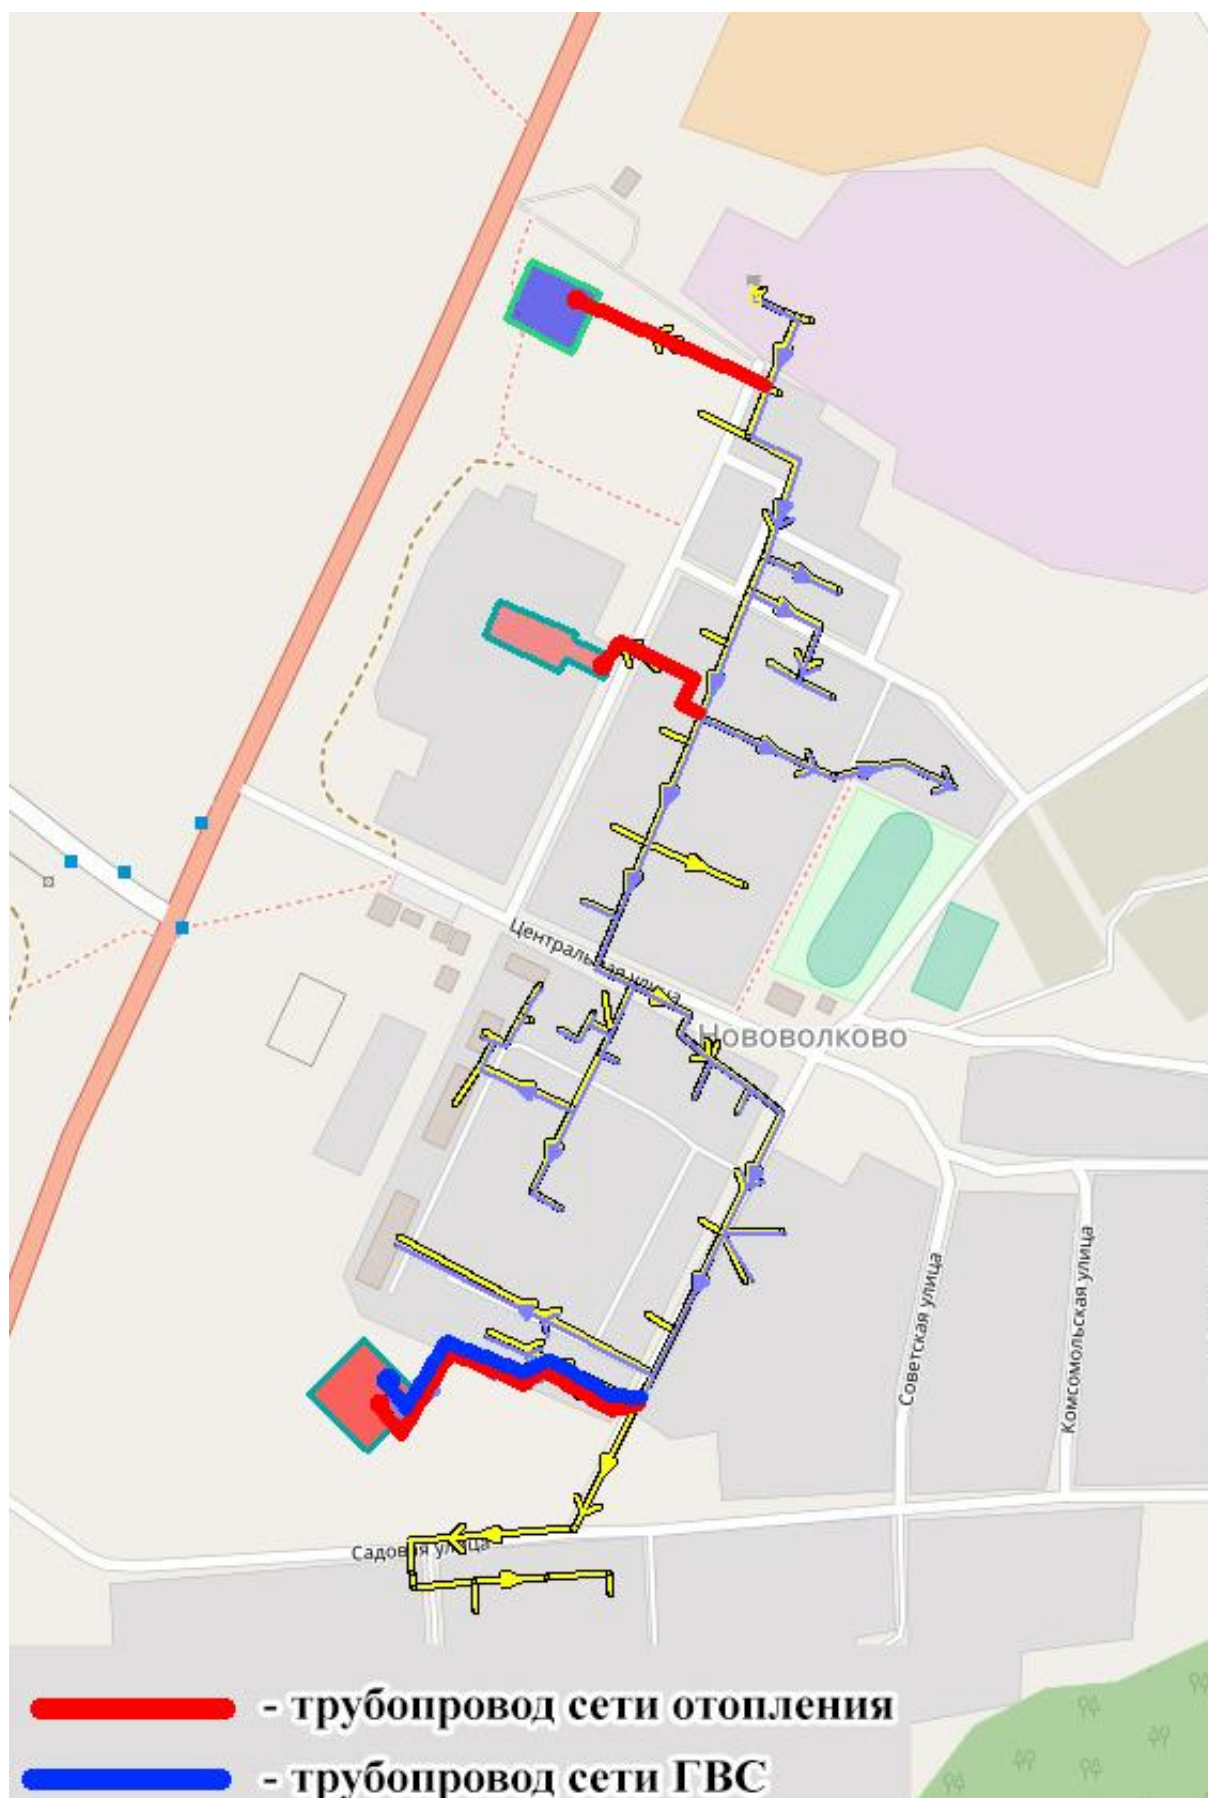 Центральная улица
Нововолково
Советская улица
Комсомольская улица
Садовая улица
- трубопровод сети отопления
- трубопровод сети ГВС